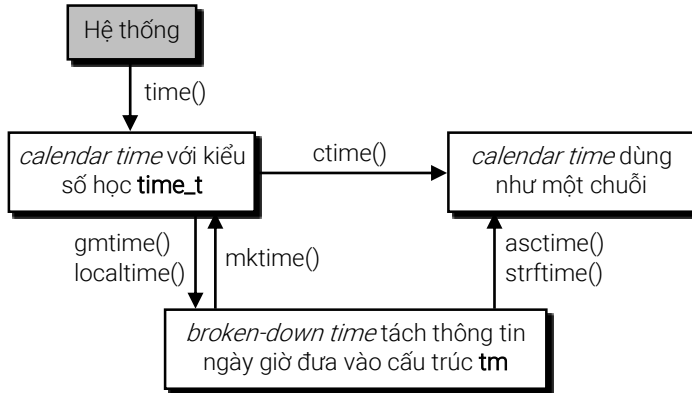 Hệ thống
time()
calendar time với kiểu
số học time_t
ctime()
calendar time dùng
như một chuỗi
gmtime()
localtime()
mktime()
asctime()
strftime()
broken-down time tách thông tin
ngày giờ đưa vào cấu trúc tm